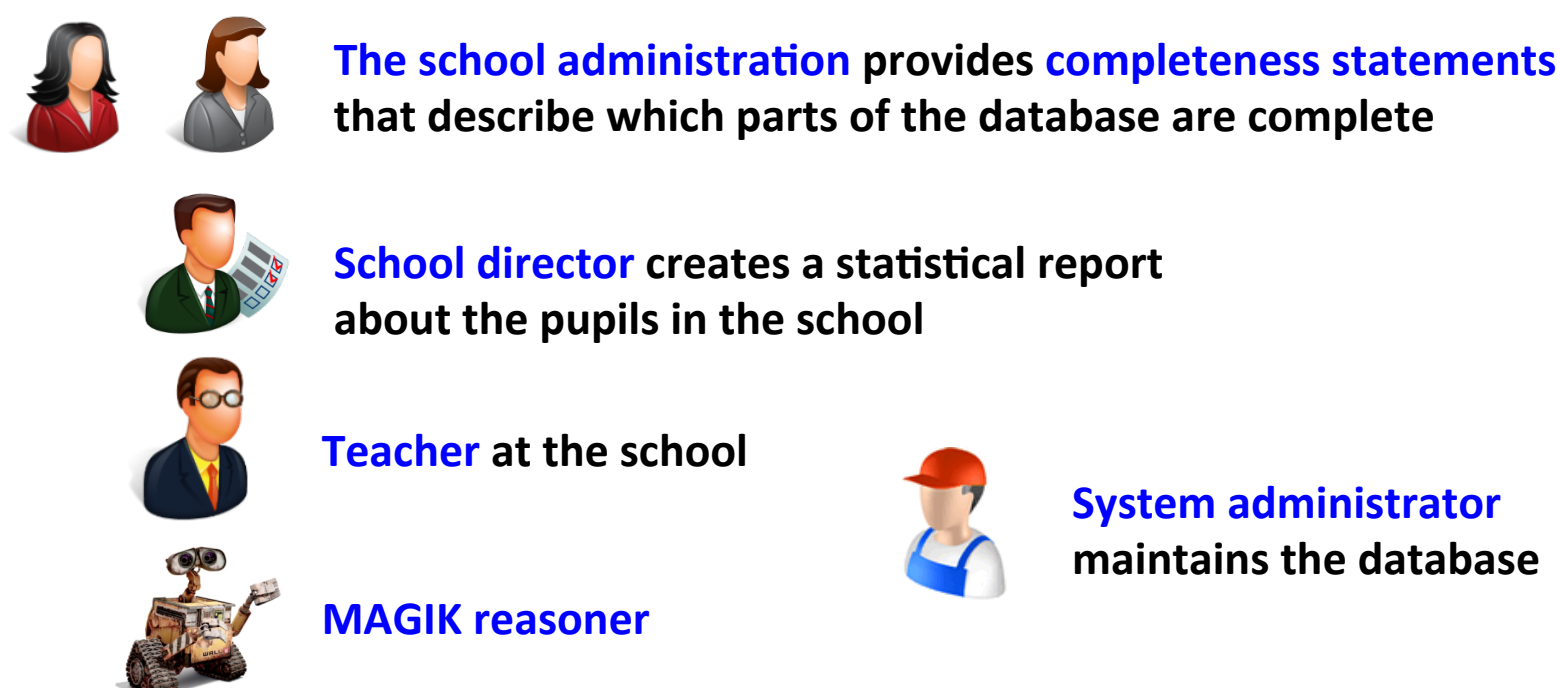 The school administration provides completeness statements
that describe which parts of the database are complete
School director creates a statistical report
about the pupils in the school
Teacher at the school
System administrator
maintains the database
MAGIK reasoner
WALL•E